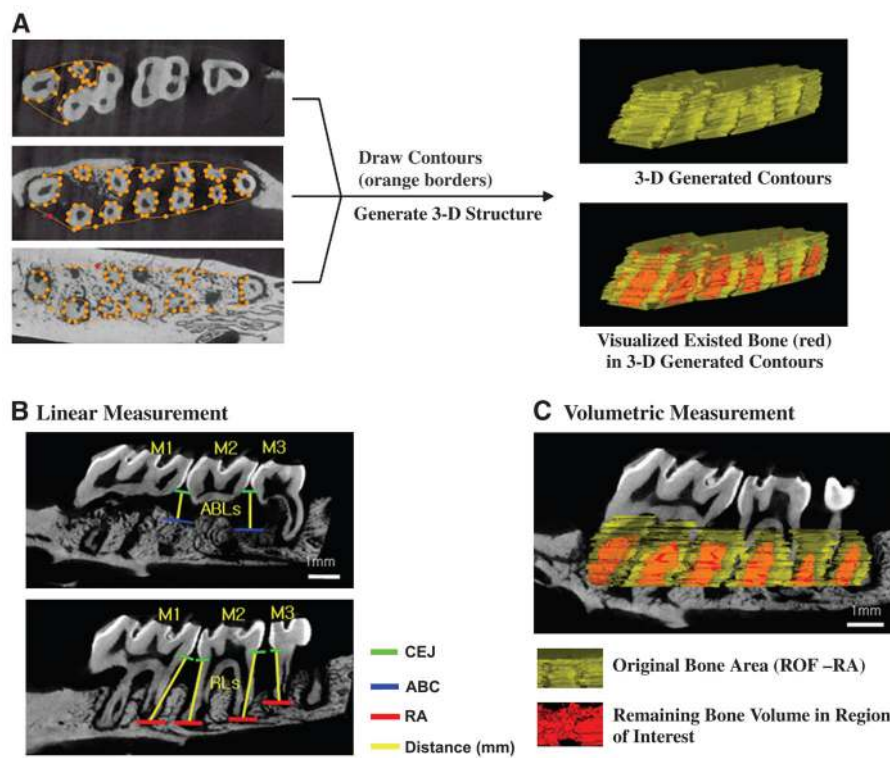 A
Draw Contours
(orange borders)
Generate 3-D Structure
3-D Generated Contours
Visualized Existed Bone (red)
in 3-D Generated Contours
B Linear Measurement
M1 M2 M3
ABLs
1mm
M1 M2 M3
RLs
CEJ
ABC
RA
Distance (mm)
C Volumetric Measurement
1mm
Original Bone Area (ROF –RA)
Remaining Bone Volume in Region
of Interest